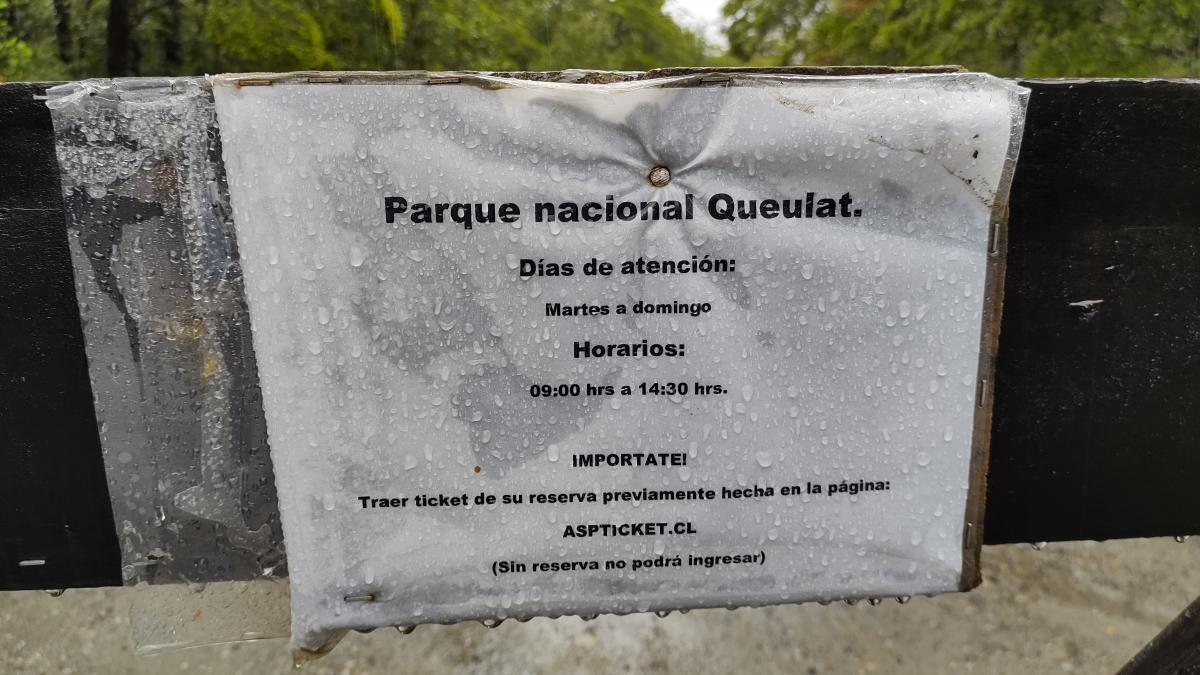 Parque nacional Queulat.
Días de atención:
Martes a domingo
Horarios:
09:00 hrs a 14:30 hrs.
IMPORTATE!
Traer ticket de su reserva previamente hecha en la página:
ASPTICKET.CL
(Sin reserva no podrá ingresar)